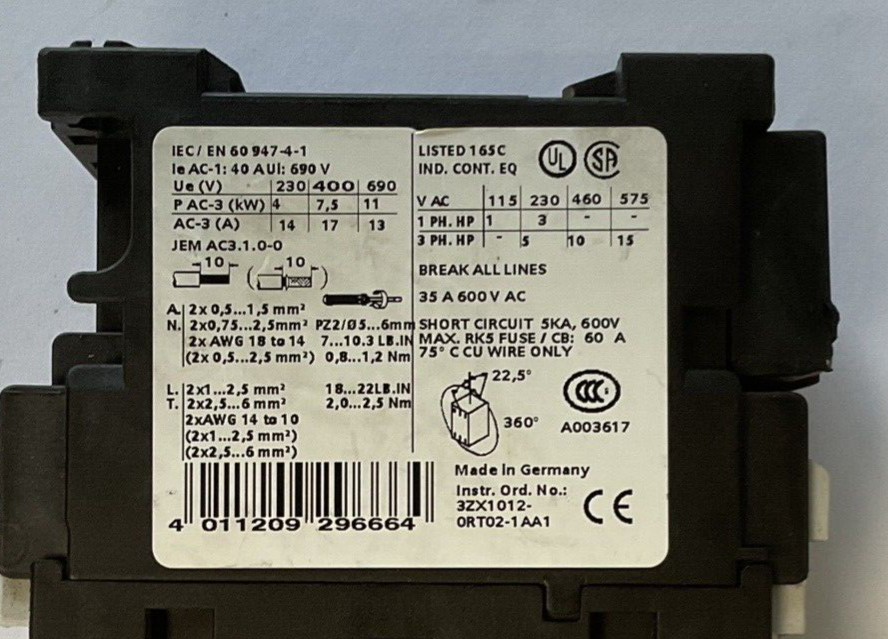 IEC/ EN 60 947-4-1
Ie AC-1: 40 A UI: 690 V
Ue (V) 230 400 690
P AC-3 (kW) 4 7,5 11
AC-3 (A) 14 17 13
JEM AC3.1.0-0
10 ( 10 )
A. 2x 0,5...1,5 mm²
N. 2x0,75...2,5mm² PZ2/Ø5...6mm
2x AWG 18 to 14 7...10.3 LB.IN
(2x 0,5...2,5 mm²) 0,8...1,2 Nm
L. 2x1...2,5 mm² 18...22LB.IN
T. 2x2,5...6 mm² 2,0...2,5 Nm
2xAWG 14 to 10
(2x1...2,5 mm²)
(2x2,5...6 mm²)
4 011209 296664
LISTED 165C
IND. CONT. EQ
UL SA
V AC 115 230 460 575
1 PH. HP 1 3 - -
3 PH. HP - 5 10 15
BREAK ALL LINES
35 A 600 V AC
SHORT CIRCUIT 5KA, 600V
MAX. RK5 FUSE / CB: 60 A
75° C CU WIRE ONLY
22,5°
360°
CCC S
A003617
Made in Germany
Instr. Ord. No.:
3ZX1012-
0RT02-1AA1
CE